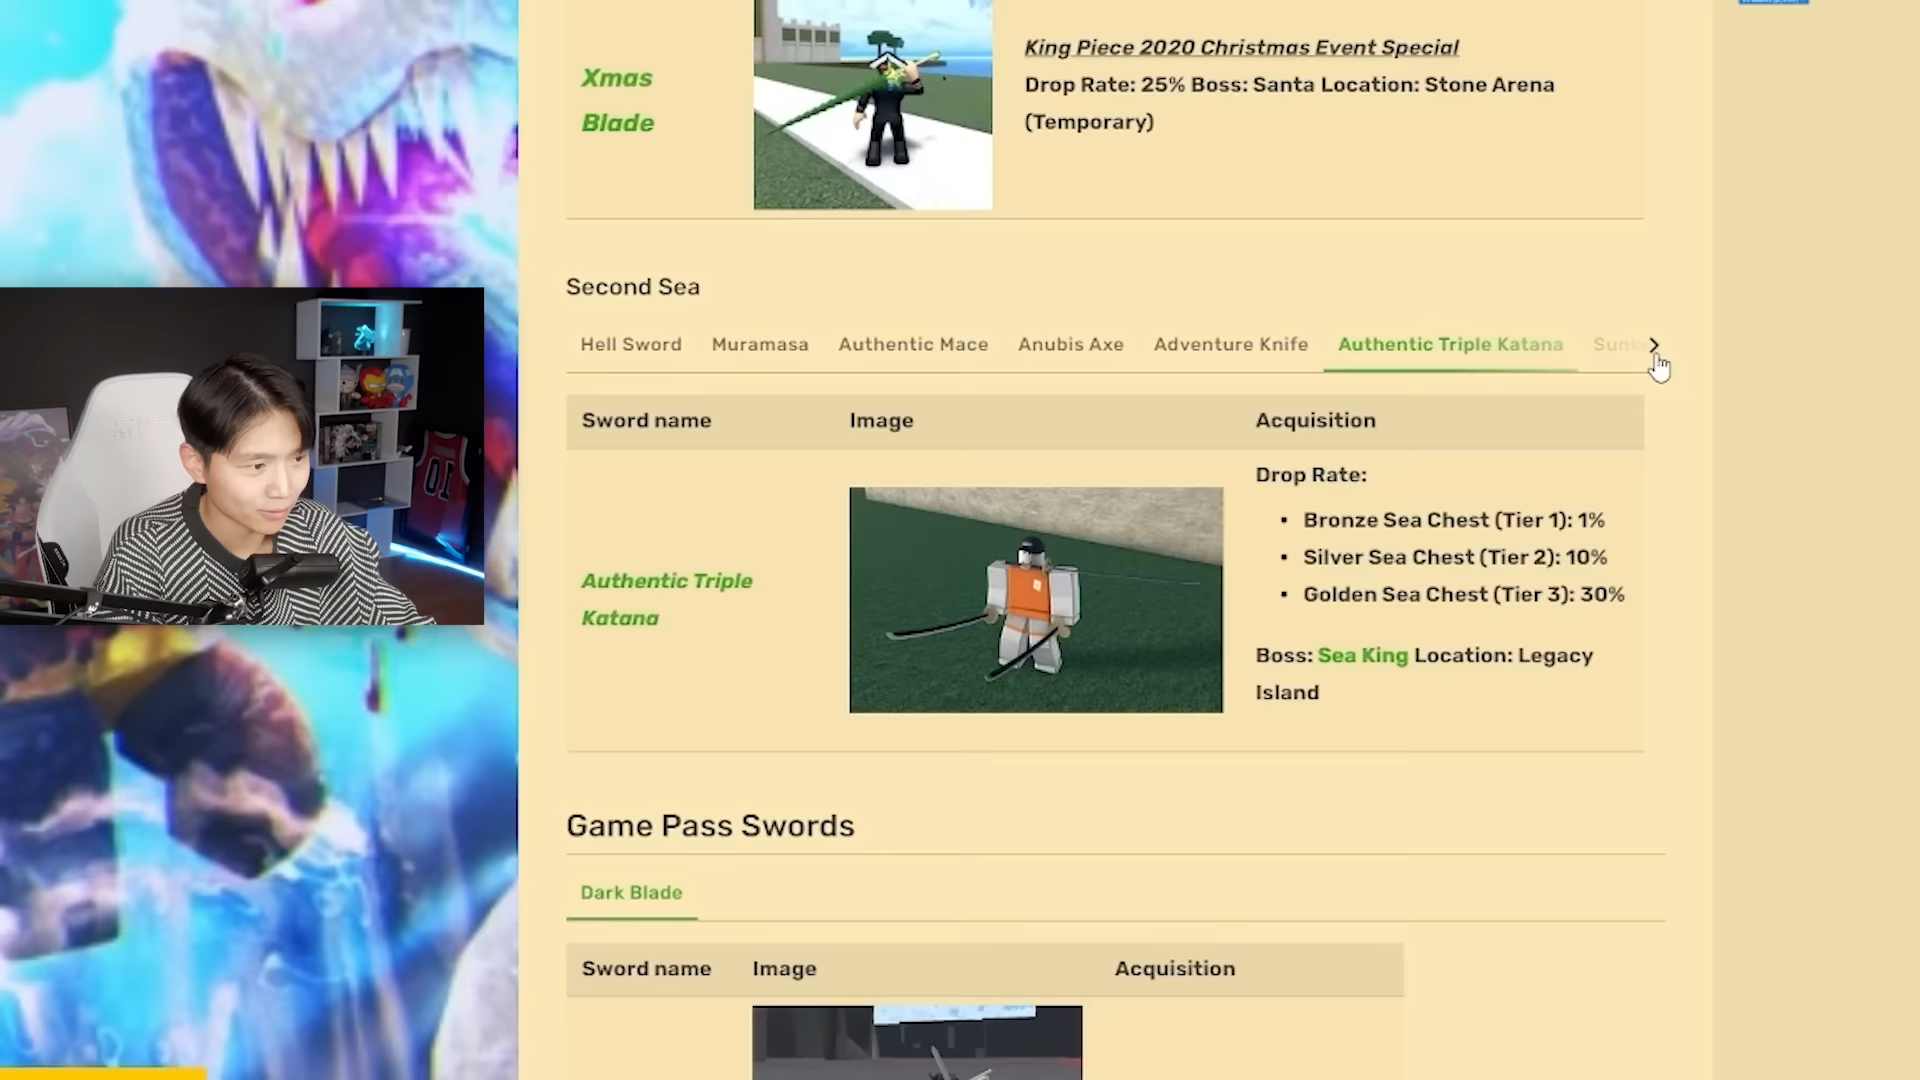 King Piece 2020 Christmas Event Special
Xmas
Blade
Drop Rate: 25% Boss: Santa Location: Stone Arena
(Temporary)
Second Sea
Hell Sword Muramasa Authentic Mace Anubis Axe Adventure Knife Authentic Triple Katana
Sword name Image Acquisition
Drop Rate:
▪ Bronze Sea Chest (Tier 1): 1%
▪ Silver Sea Chest (Tier 2): 10%
▪ Golden Sea Chest (Tier 3): 30%
Authentic Triple
Katana
Boss: Sea King Location: Legacy
Island
Game Pass Swords
Dark Blade
Sword name Image Acquisition
10